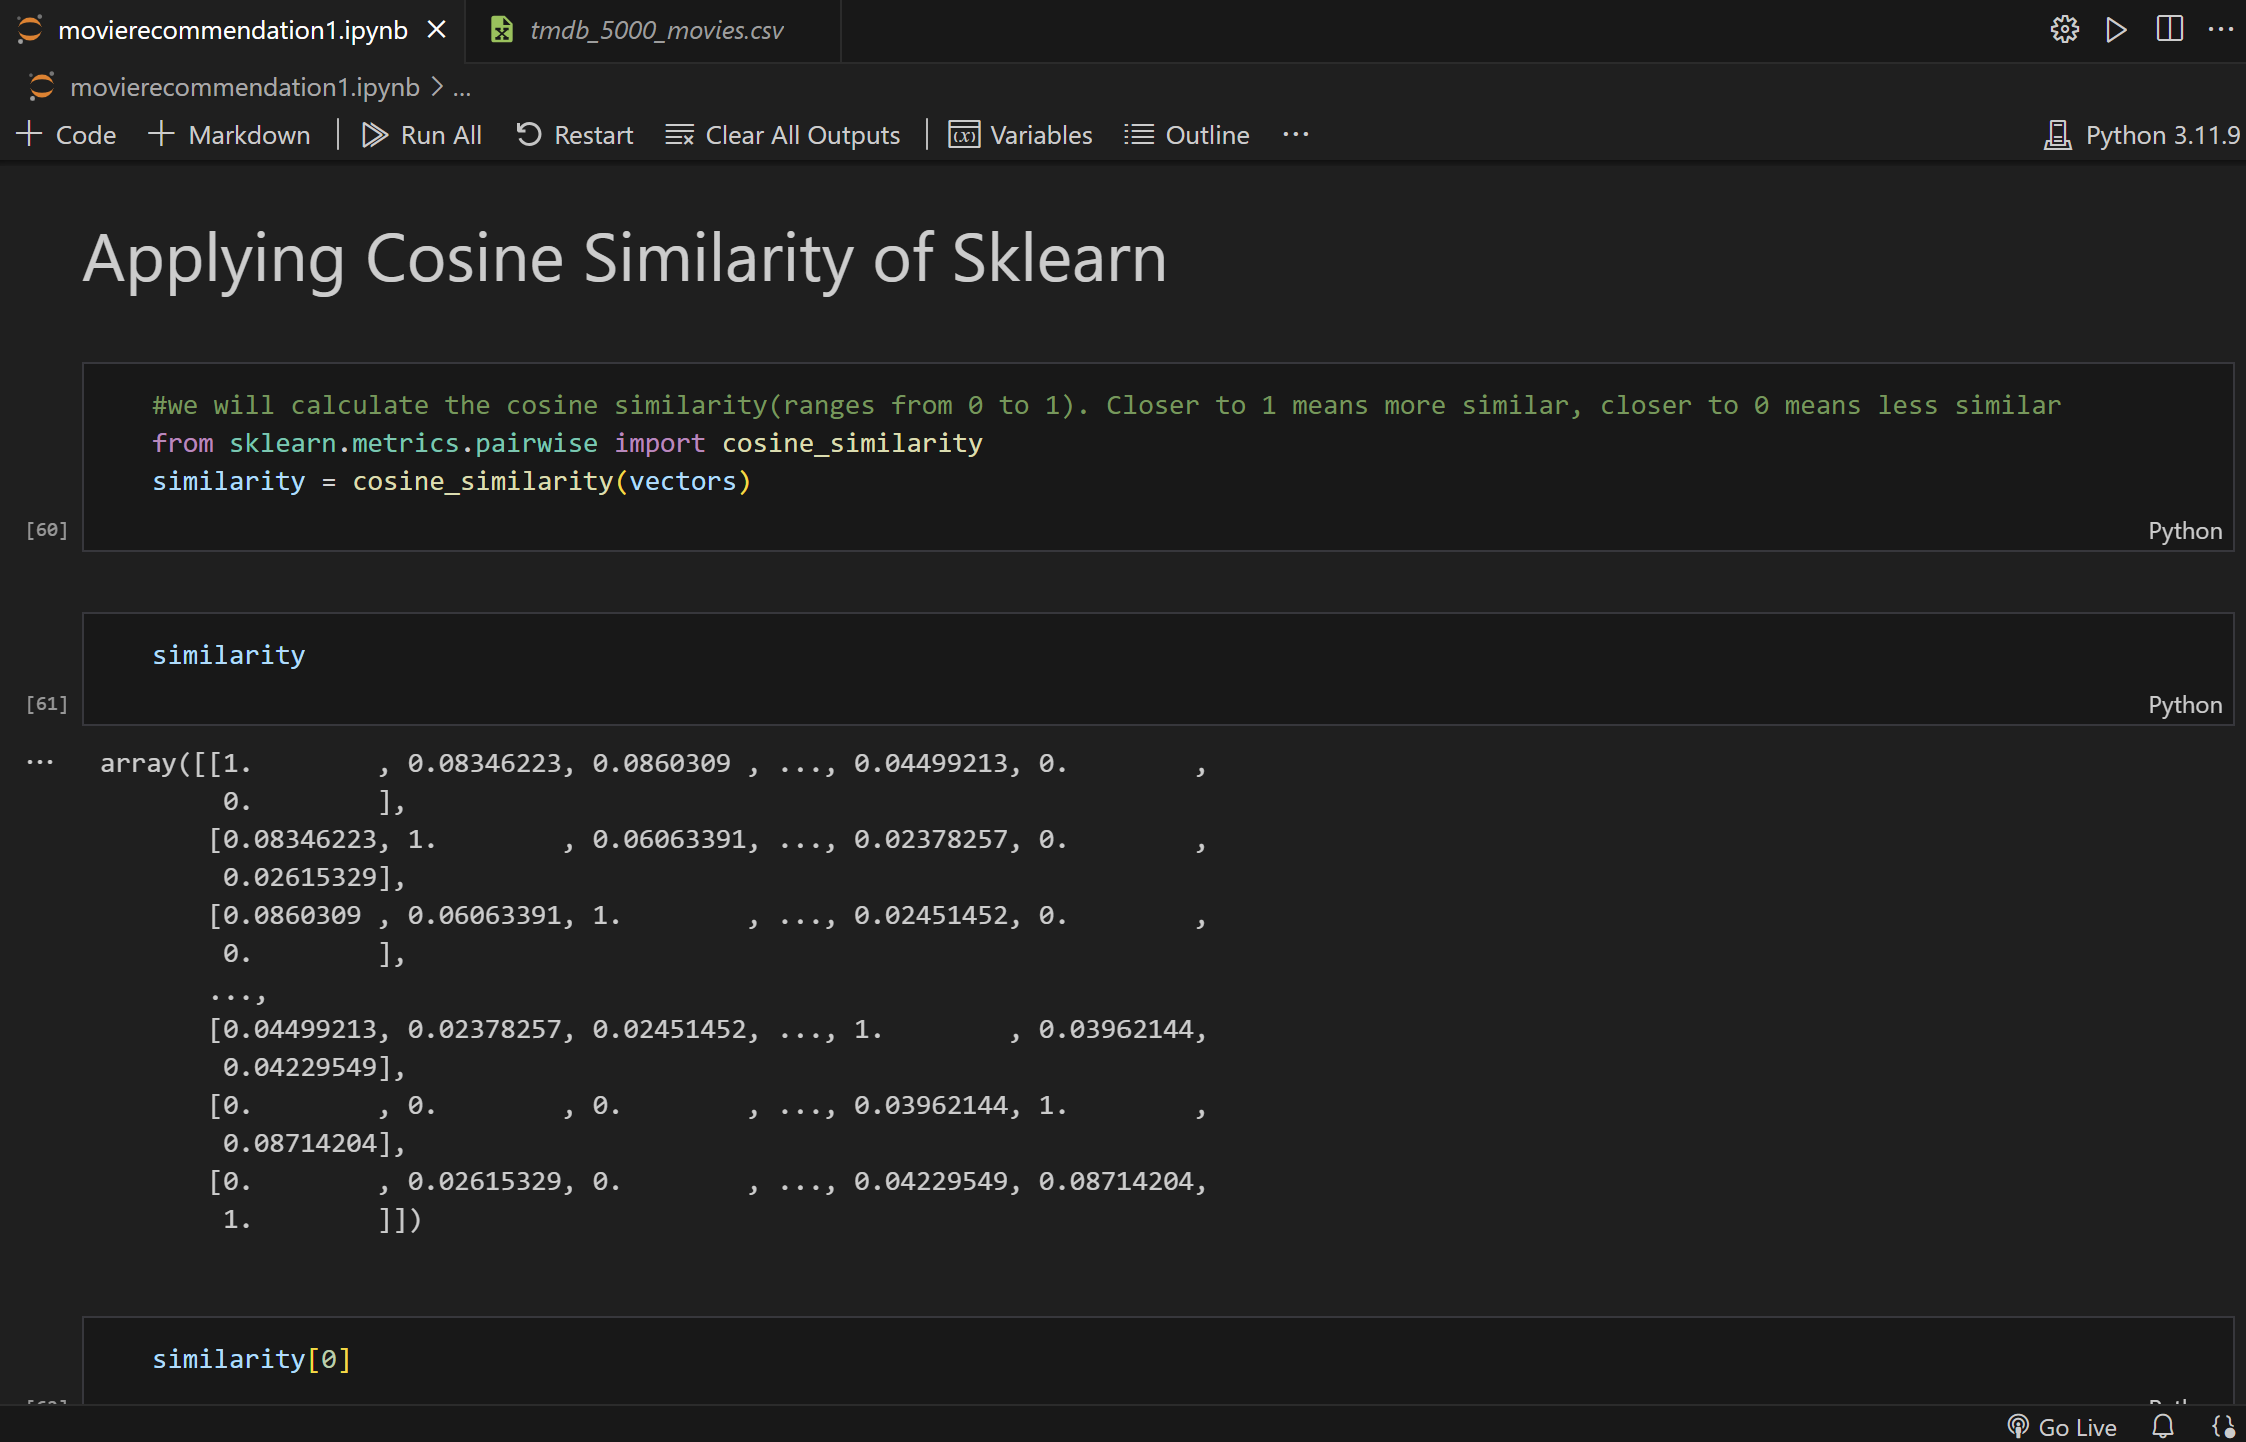 movierecommendation1.ipynb tmdb_5000_movies.csv
movierecommendation1.ipynb > ...
Code Markdown Run All Restart Clear All Outputs (x) Variables Outline ... Python 3.11.9
Applying Cosine Similarity of Sklearn
#we will calculate the cosine similarity(ranges from 0 to 1). Closer to 1 means more similar, closer to 0 means less similar
from sklearn.metrics.pairwise import cosine_similarity
similarity = cosine_similarity(vectors)
[60] Python
similarity
[61] Python
... array([[1.        , 0.08346223, 0.0860309 , ..., 0.04499213, 0.        ,
        0.        ],
       [0.08346223, 1.        , 0.06063391, ..., 0.02378257, 0.        ,
        0.02615329],
       [0.0860309 , 0.06063391, 1.        , ..., 0.02451452, 0.        ,
        0.        ],
       ...,
       [0.04499213, 0.02378257, 0.02451452, ..., 1.        , 0.03962144,
        0.04229549],
       [0.        , 0.        , 0.        , ..., 0.03962144, 1.        ,
        0.08714204],
       [0.        , 0.02615329, 0.        , ..., 0.04229549, 0.08714204,
        1.        ]])
similarity[0]
Go Live